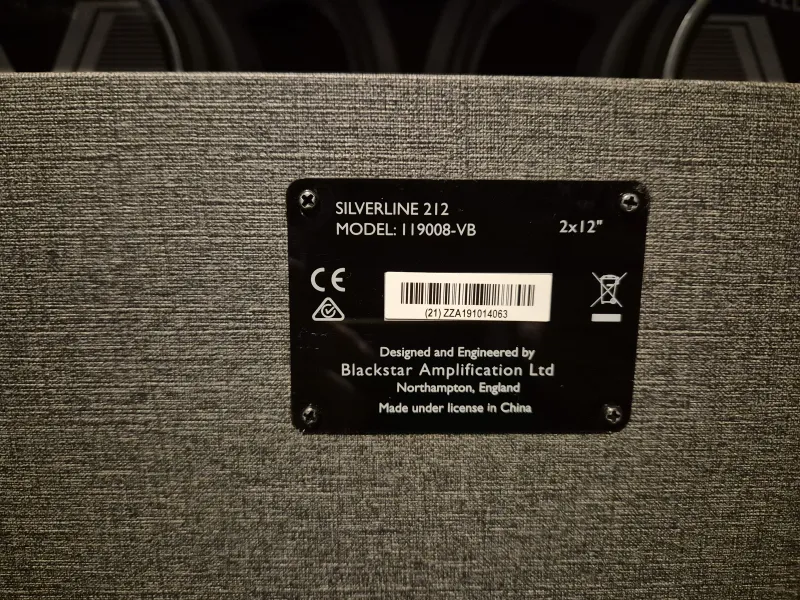 SILVERLINE 212
MODEL: 119008-VB
2x12"
CE
(21) ZZA191014063
Designed and Engineered by
Blackstar Amplification Ltd
Northampton, England
Made under license in China